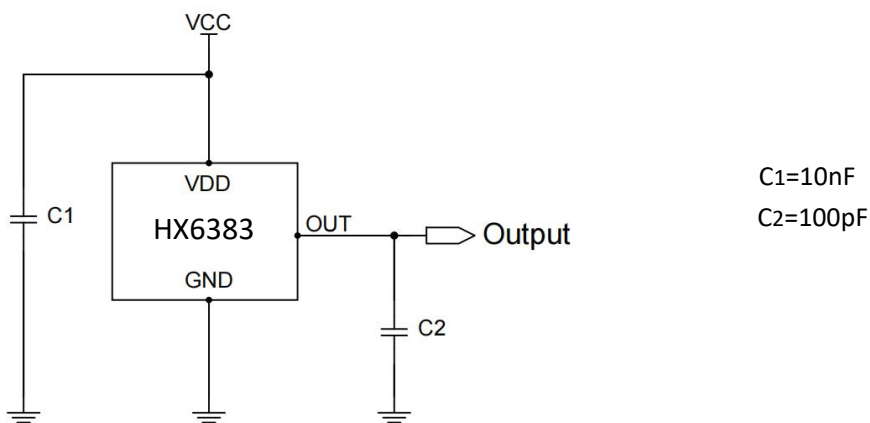 VCC
VDD
C1
HX6383
OUT
Output
GND
C2
C1=10nF
C2=100pF